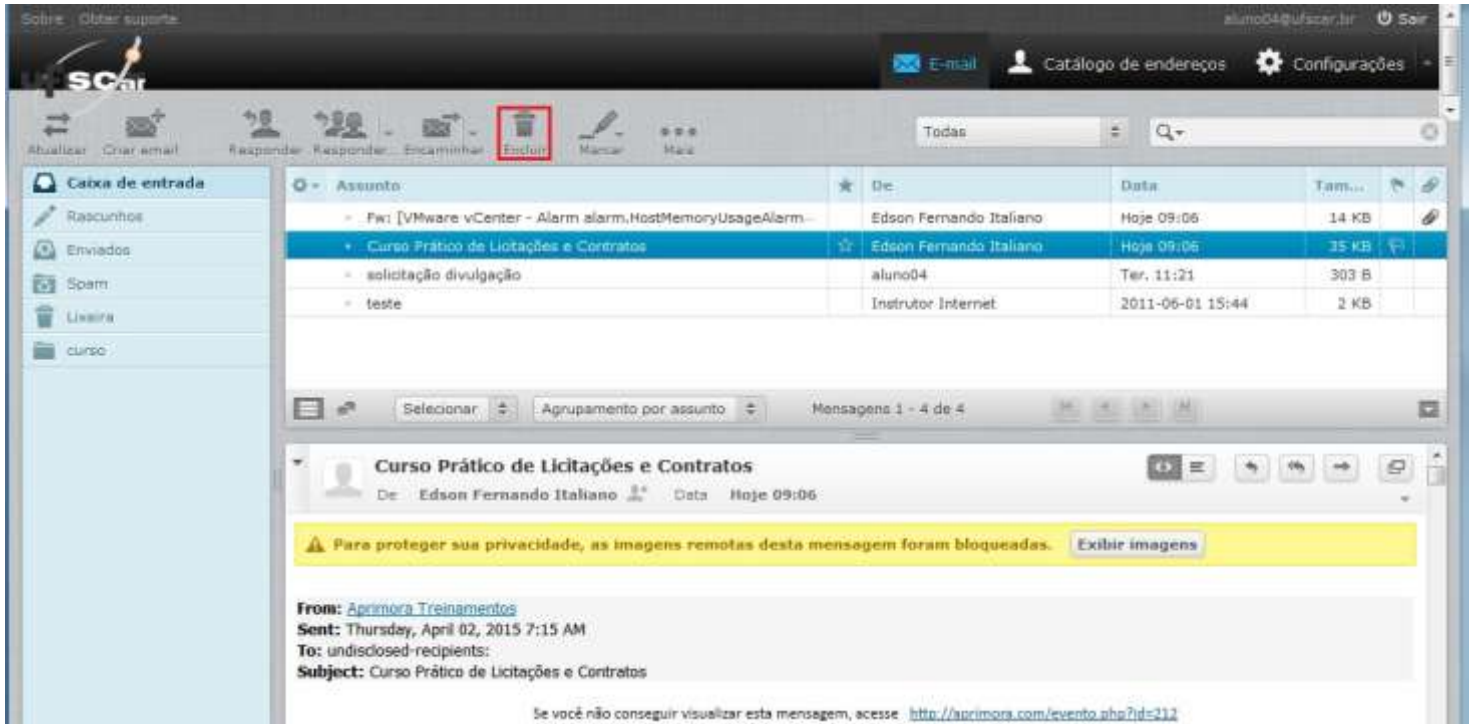 Sobre Obter suporte
aluno04@ufscar.br Sair
ufscar
E-mail Catálogo de endereços Configurações
Atualizar Criar email Responder Responder... Encaminhar Excluir Marcar Mais
Todas
Caixa de entrada
Rascunhos
Enviados
Spam
Lixeira
curso
Assunto De Data Tam...
Fw: [VMware vCenter - Alarm alarm.HostMemoryUsageAlarm Edson Fernando Italiano Hoje 09:06 14 KB
Curso Prático de Licitações e Contratos Edson Fernando Italiano Hoje 09:06 35 KB
solicitação divulgação aluno04 Ter. 11:21 303 B
teste Instrutor Internet 2011-06-01 15:44 2 KB
Selecionar Agrupamento por assunto Mensagens 1 - 4 de 4
Curso Prático de Licitações e Contratos
De Edson Fernando Italiano Data Hoje 09:06
Para proteger sua privacidade, as imagens remotas desta mensagem foram bloqueadas. Exibir imagens
From: Aprimora Treinamentos
Sent: Thursday, April 02, 2015 7:15 AM
To: undisclosed-recipients:
Subject: Curso Prático de Licitações e Contratos
Se você não conseguir visualizar esta mensagem, acesse http://aprimora.com/evento.php?id=212